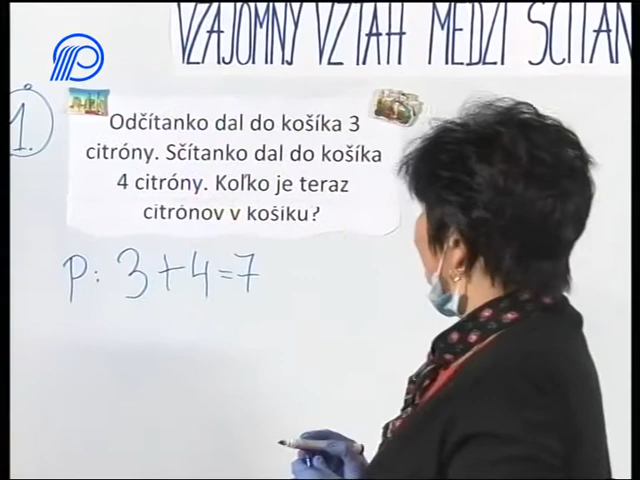 VZÁJOMNÝ VZŤAH MEDZI SČÍTAN
1.
Odčítanko dal do košíka 3
citróny. Sčítanko dal do košíka
4 citróny. Koľko je teraz
citrónov v košíku?
P: 3+4=7